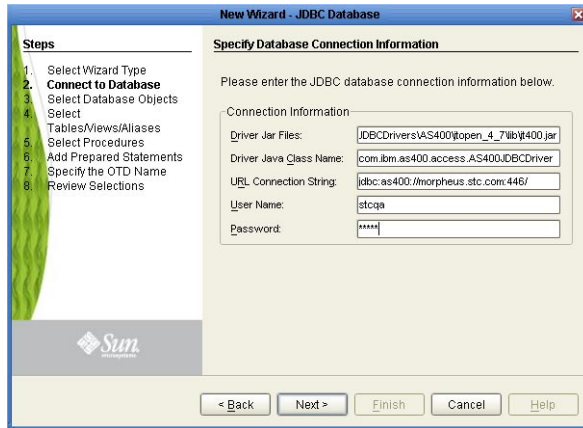 New Wizard - JDBC Database
Steps
1. Select Wizard Type
2. Connect to Database
3. Select Database Objects
4. Select
Tables/Views/Aliases
5. Select Procedures
6. Add Prepared Statements
7. Specify the OTD Name
8. Review Selections
Sun
microsystems
Specify Database Connection Information
Please enter the JDBC database connection information below.
Connection Information
Driver Jar Files:
JDBCDrivers\AS400\jtopen_4_7\lib\jt400.jar
Driver Java Class Name:
com.ibm.as400.access.AS400JDBCDriver
URL Connection String:
jdbc:as400://morpheus.stc.com:446/
User Name:
stcqa
Password:
*****
< Back
Next >
Finish
Cancel
Help